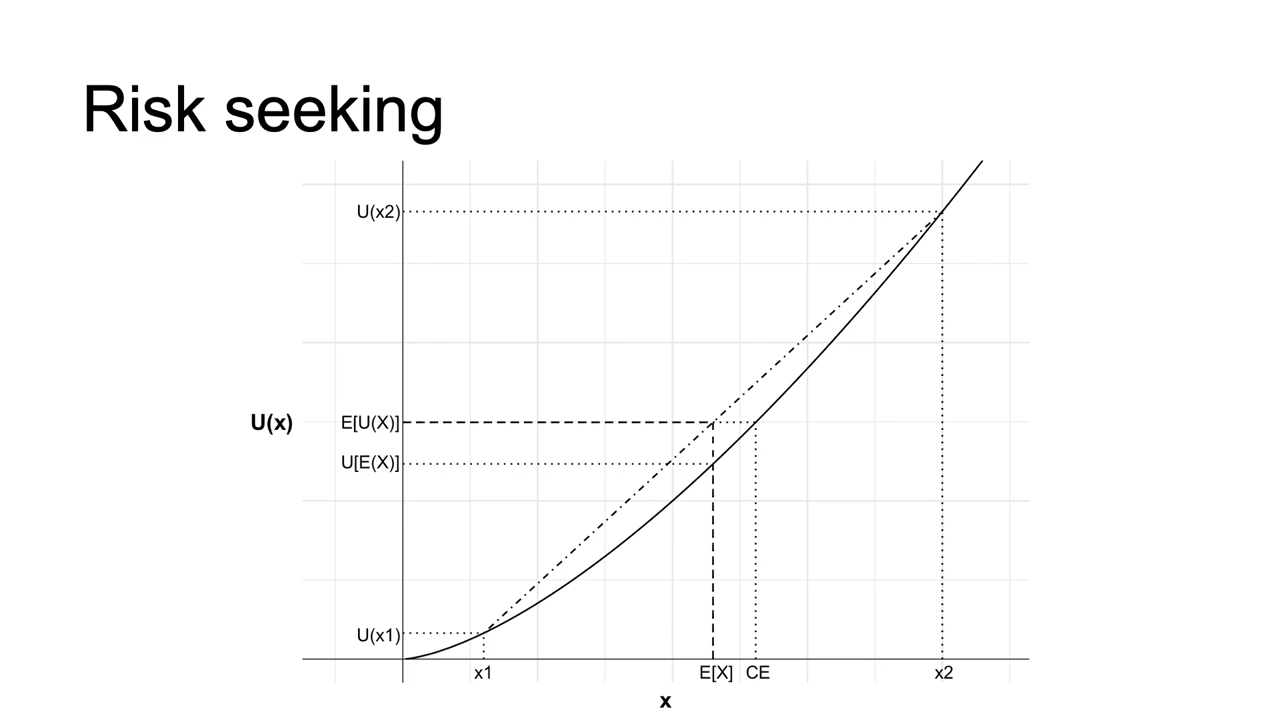 Risk seeking
U(x2)
U(x)
E[U(X)]
U[E(X)]
U(x1)
x1
E[X]
CE
x2
x